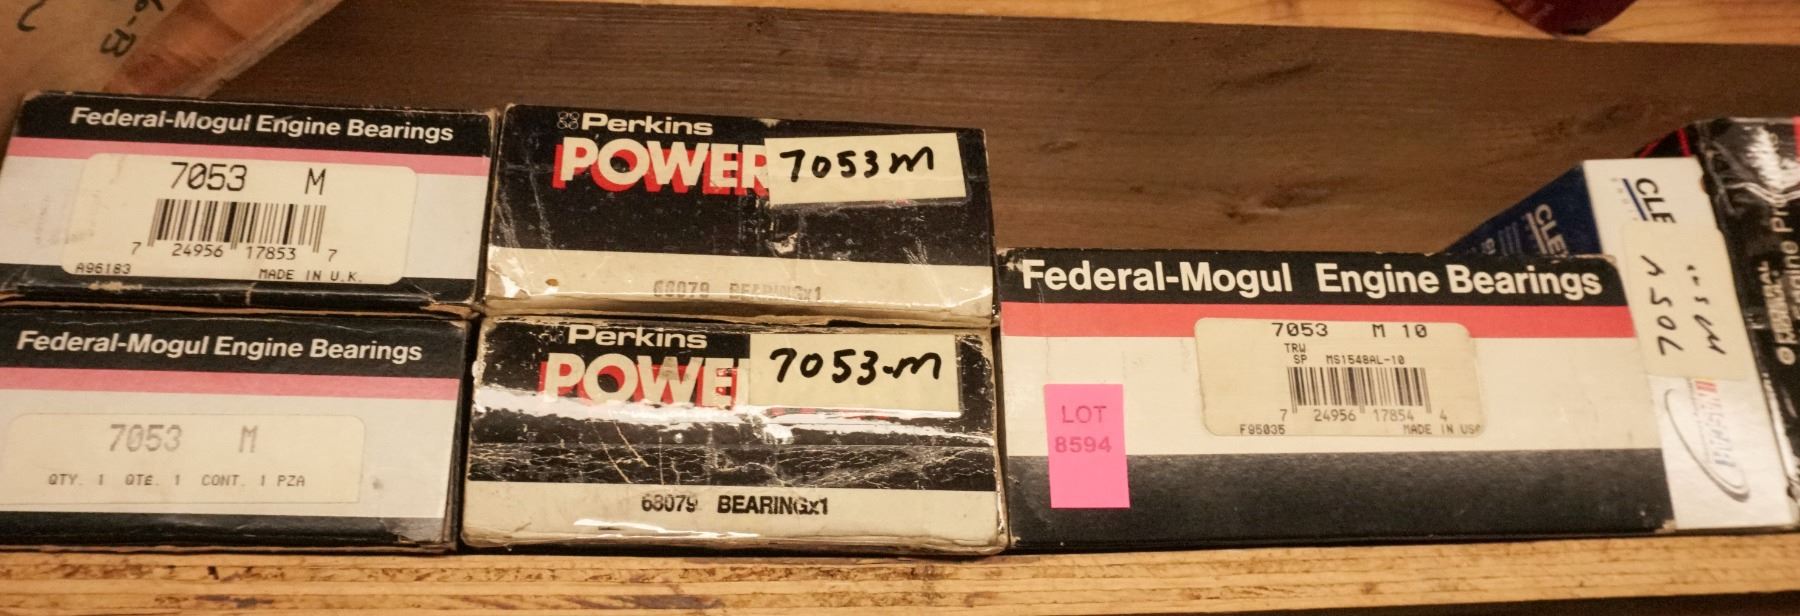 Federal-Mogul Engine Bearings
7053 M
7 24956 17853 7
A96183 MADE IN U.K.
Federal-Mogul Engine Bearings
7053 M
QTY. 1 QTE. 1 CONT. 1 PZA
Perkins
POWER
7053M
68079 BEARINGx1
Perkins
POWE
7053-M
68079 BEARINGx1
Federal-Mogul Engine Bearings
7053 M 10
TRW
SP MS1548AL-10
7 24956 17854 4
F95035 MADE IN USA
LOT
8594
CLE
CLE